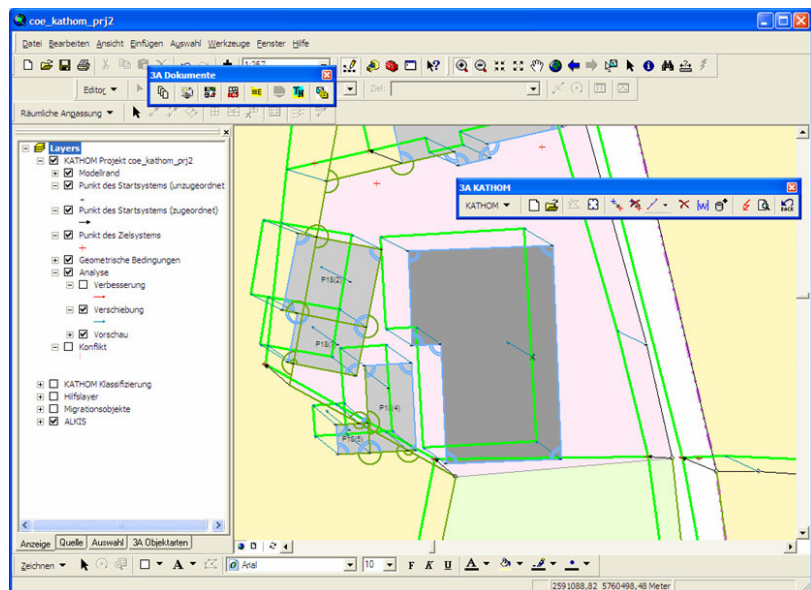 coe_kathom_prj2
Datei Bearbeiten Ansicht Einfügen Auswahl Werkzeuge Fenster Hilfe
1:267
3A Dokumente
Editor
Ziel:
Räumliche Anpassung
Layers
KATHOM Projekt coe_kathom_prj2
Modellrand
Punkt des Startsystems (unzugeordnet
Punkt des Startsystems (zugeordnet)
Punkt des Zielsystems
Geometrische Bedingungen
Analyse
Verbesserung
Verschiebung
Vorschau
Konflikt
KATHOM Klassifizierung
Hilfslayer
Migrationsobjekte
ALKIS
3A KATHOM
KATHOM
BACK
P18(2)
P18(4)
P18(5)
Anzeige Quelle Auswahl 3A Objektarten
Zeichnen A Arial 10 F K U A
2591088,82 5760498,48 Meter